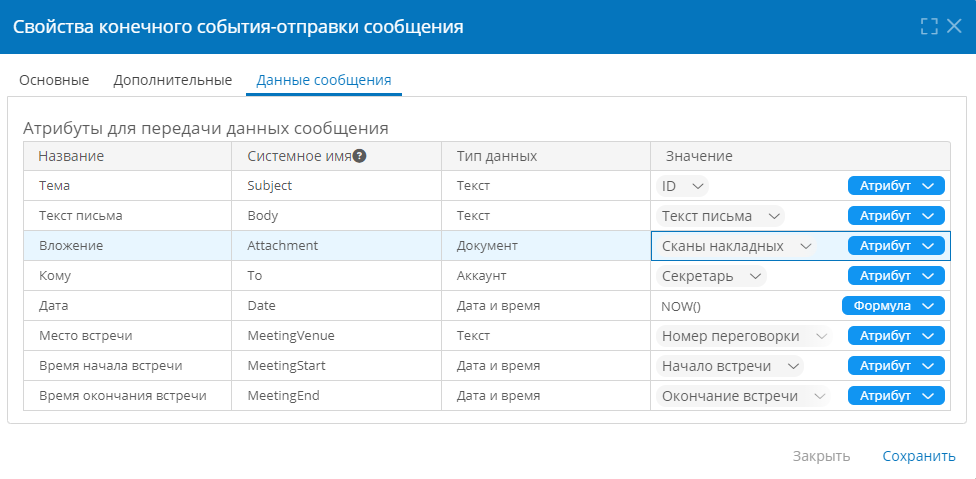 Свойства конечного события-отправки сообщения
Основные Дополнительные Данные сообщения
Атрибуты для передачи данных сообщения
Название Системное имя ? Тип данных Значение
Тема Subject Текст ID Атрибут
Текст письма Body Текст Текст письма Атрибут
Вложение Attachment Документ Сканы накладных Атрибут
Кому To Аккаунт Секретарь Атрибут
Дата Date Дата и время NOW() Формула
Место встречи MeetingVenue Текст Номер переговорки Атрибут
Время начала встречи MeetingStart Дата и время Начало встречи Атрибут
Время окончания встречи MeetingEnd Дата и время Окончание встречи Атрибут
Закрыть Сохранить